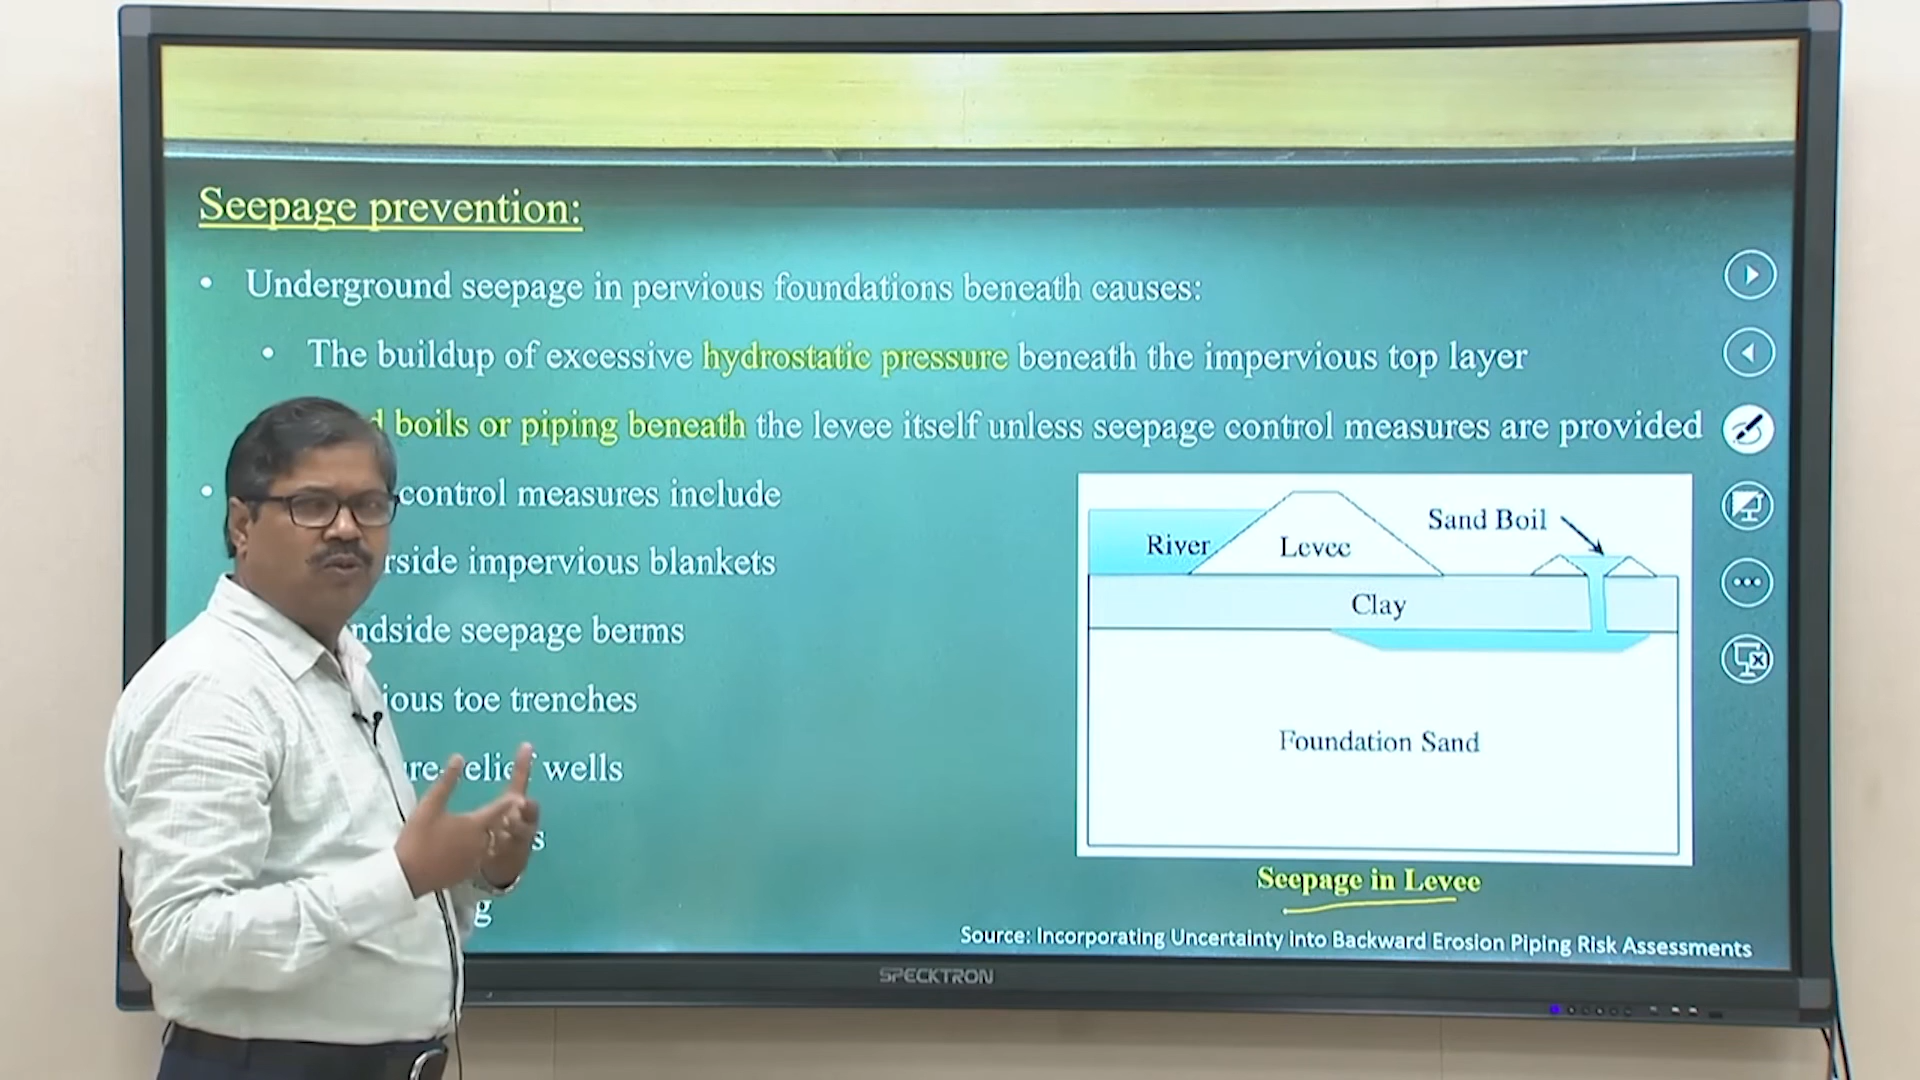 Seepage prevention:
• Underground seepage in pervious foundations beneath causes:
• The buildup of excessive hydrostatic pressure beneath the impervious top layer
boils or piping beneath the levee itself unless seepage control measures are provided
• control measures include
impervious blankets
seepage berms
toe trenches
wells
River
Levee
Sand Boil
Clay
Foundation Sand
Seepage in Levee
Source: Incorporating Uncertainty into Backward Erosion Piping Risk Assessments
SPECKTRON